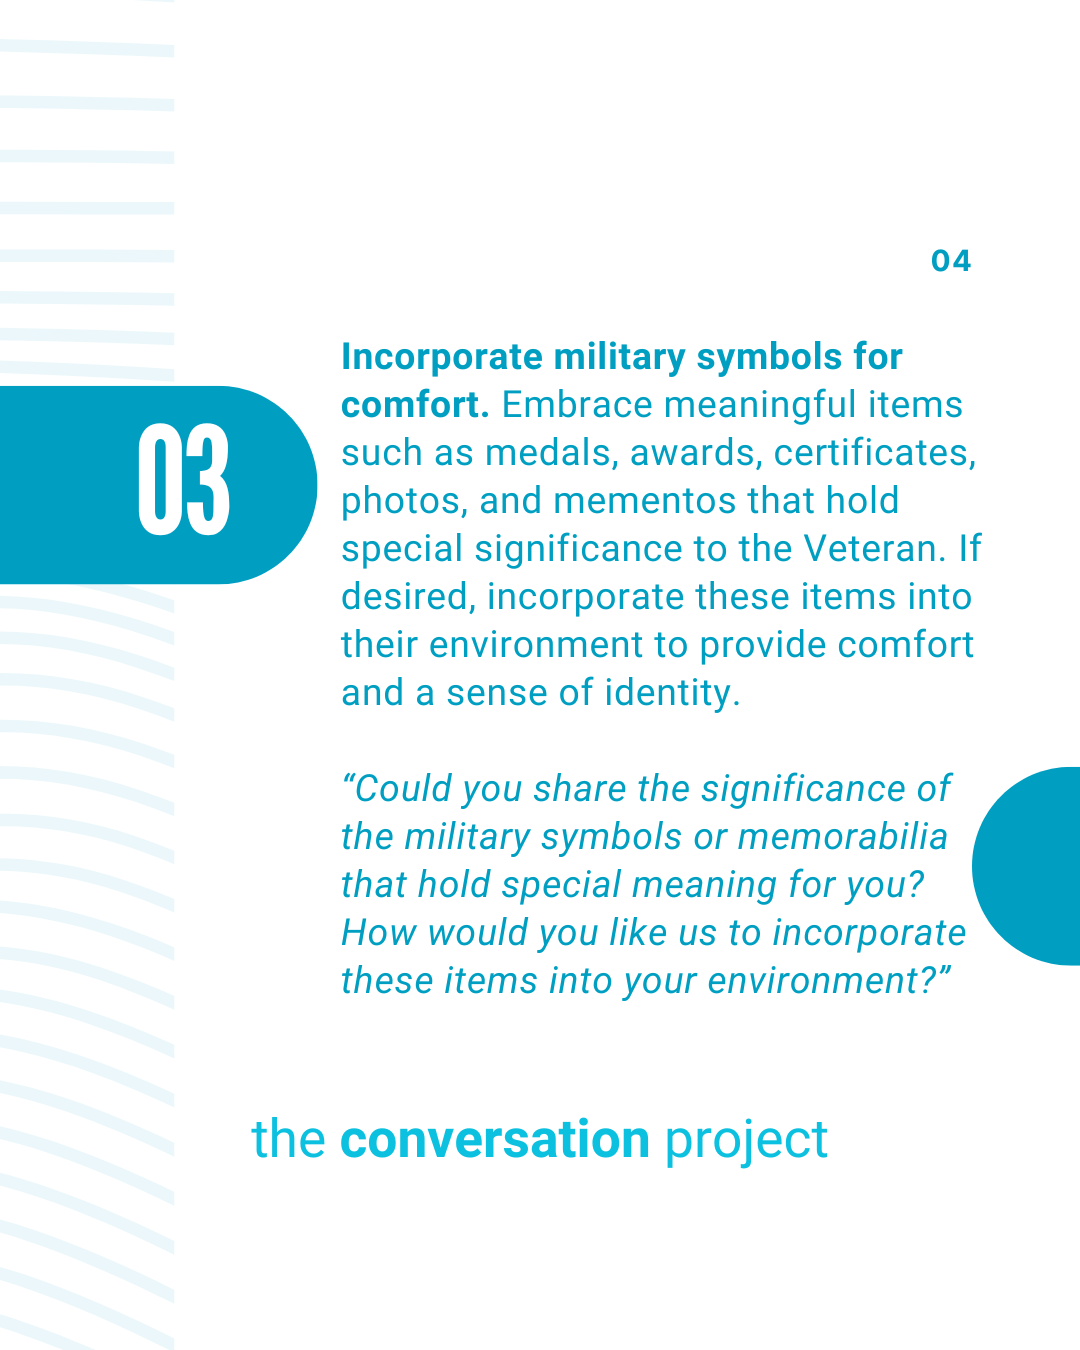 04
03
Incorporate military symbols for
comfort. Embrace meaningful items
such as medals, awards, certificates,
photos, and mementos that hold
special significance to the Veteran. If
desired, incorporate these items into
their environment to provide comfort
and a sense of identity.
“Could you share the significance of
the military symbols or memorabilia
that hold special meaning for you?
How would you like us to incorporate
these items into your environment?”
the conversation project